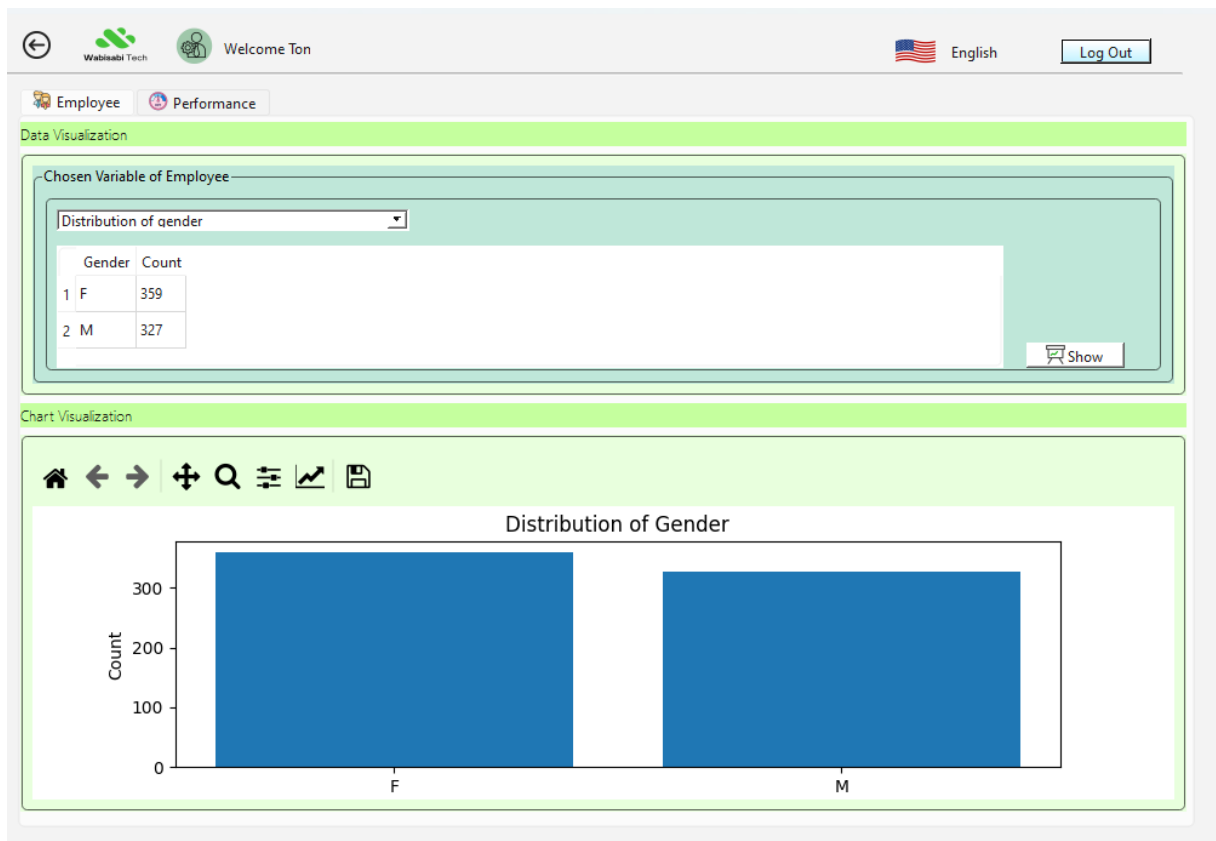 Wabisabi Tech
Welcome Ton
English
Log Out
Employee
Performance
Data Visualization
Chosen Variable of Employee
Distribution of gender
Gender Count
1 F 359
2 M 327
Show
Chart Visualization
Distribution of Gender
300
200
100
0
Count
F M